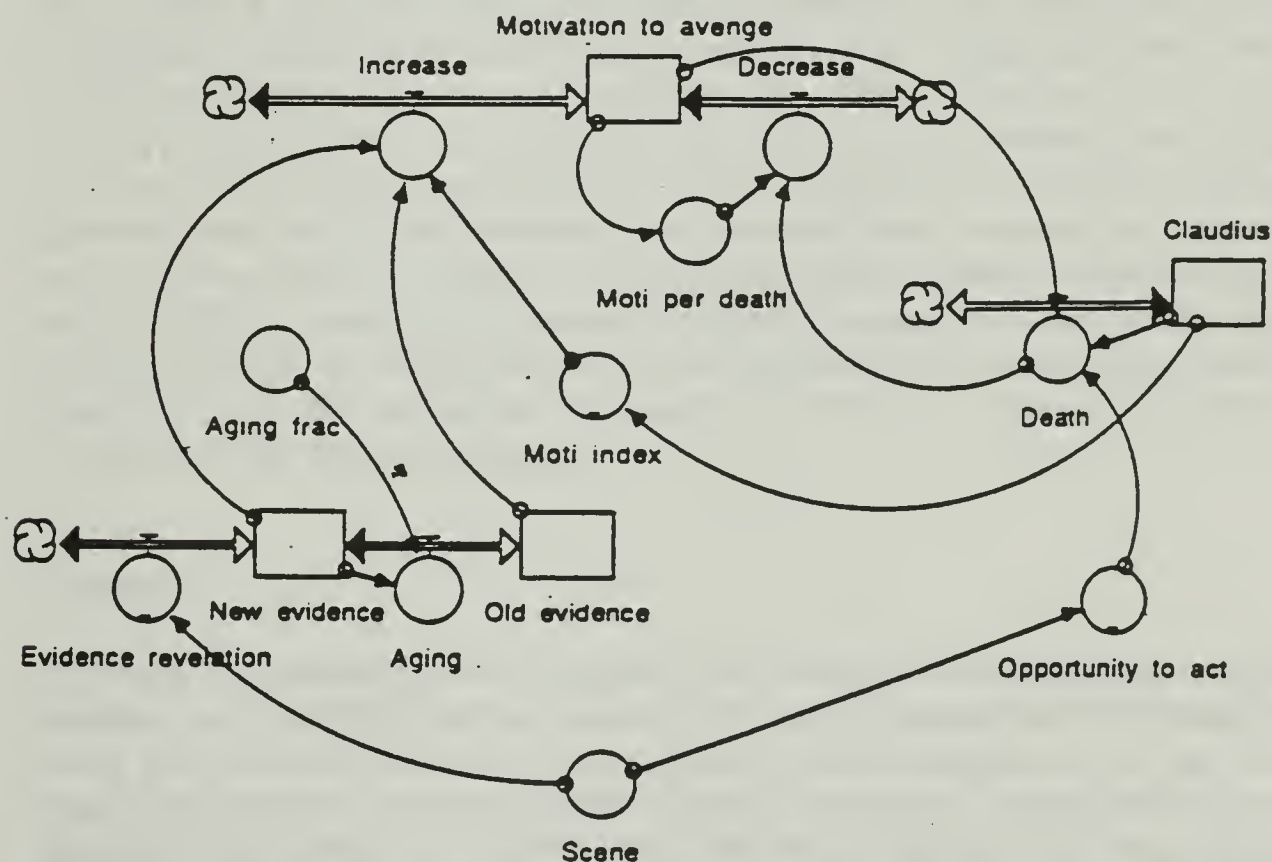 Motivation to avenge
Increase
Decrease
Claudius
Moti per death
Aging frac
Moti index
Death
New evidence
Old evidence
Evidence revelation
Aging
Opportunity to act
Scene